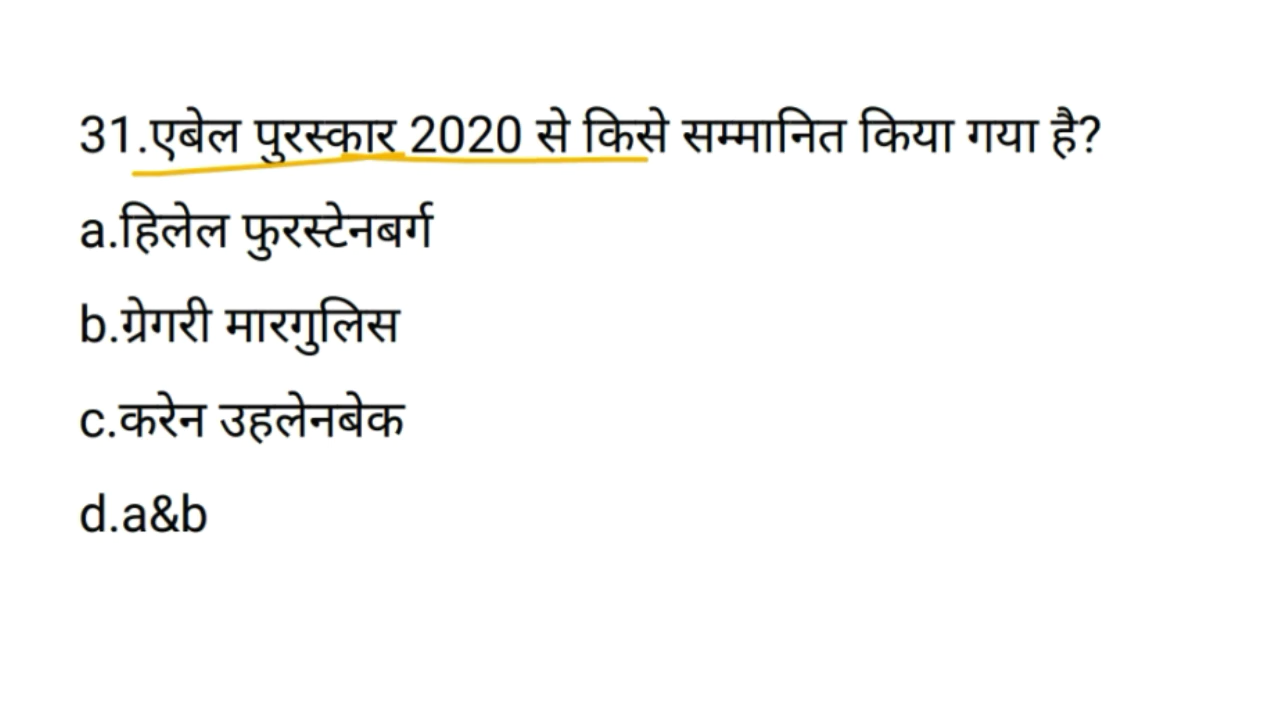 31.एबेल पुरस्कार 2020 से किसे सम्मानित किया गया है?
a.हिलेल फुरस्टेनबर्ग
b.ग्रेगरी मारगुलिस
c.करेन उहलेनबेक
d.a&b